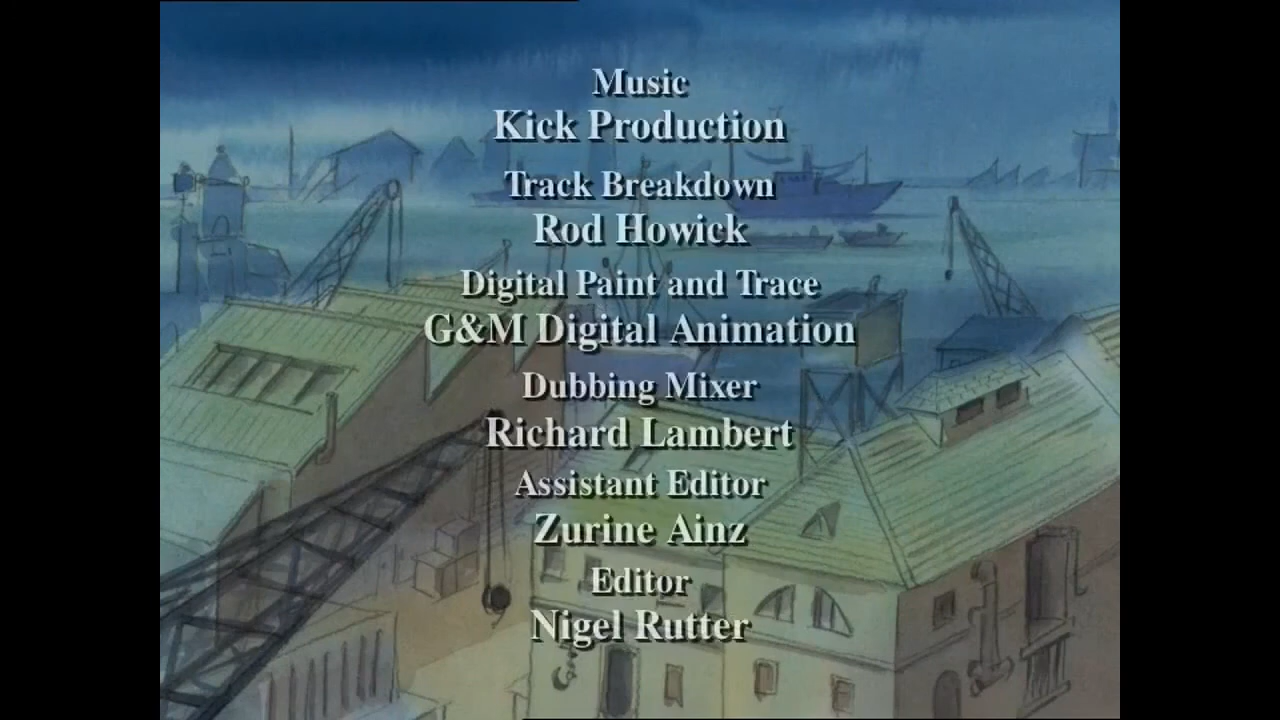 Music
Kick Production
Track Breakdown
Rod Howick
Digital Paint and Trace
G&M Digital Animation
Dubbing Mixer
Richard Lambert
Assistant Editor
Zurine Ainz
Editor
Nigel Rutter